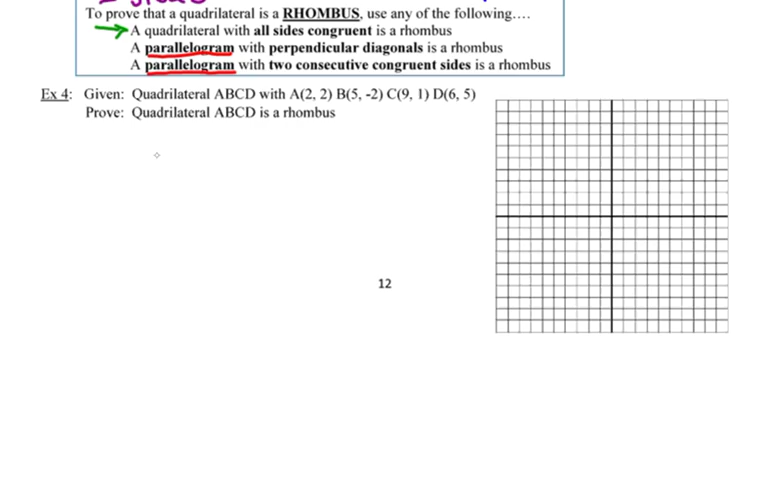 To prove that a quadrilateral is a RHOMBUS, use any of the following….
A quadrilateral with all sides congruent is a rhombus
A parallelogram with perpendicular diagonals is a rhombus
A parallelogram with two consecutive congruent sides is a rhombus
Ex 4: Given: Quadrilateral ABCD with A(2, 2) B(5, -2) C(9, 1) D(6, 5)
Prove: Quadrilateral ABCD is a rhombus
12